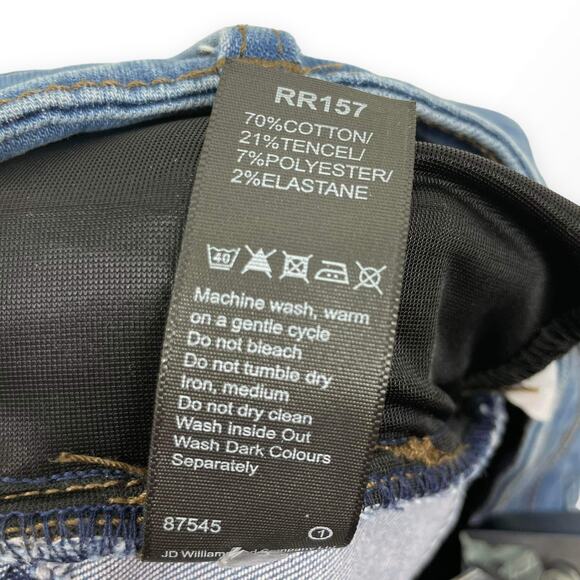 RR157
70%COTTON/
21%TENCEL/
7%POLYESTER/
2%ELASTANE
40
Machine wash, warm
on a gentle cycle
Do not bleach
Do not tumble dry
Iron, medium
Do not dry clean
Wash Inside Out
Wash Dark Colours
Separately
87545 1
JD